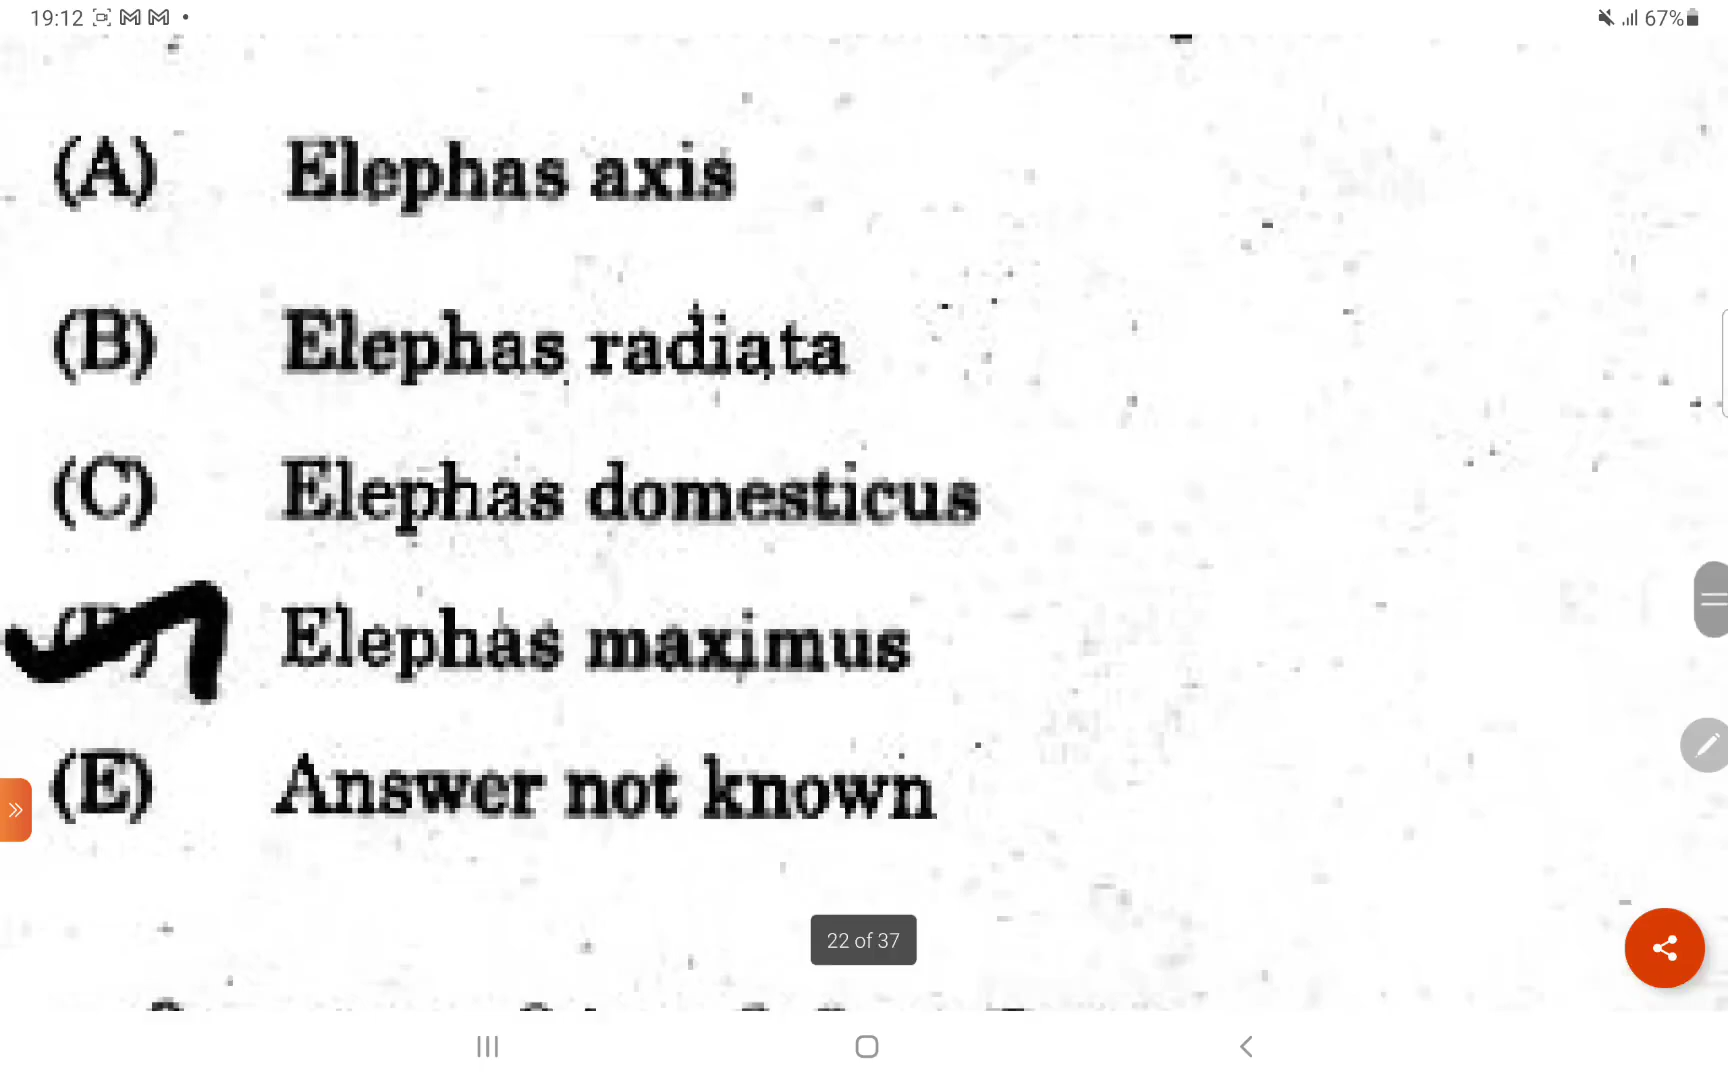 19:12 67%
(A) Elephas axis
(B) Elephas radiata
(C) Elephas domesticus
Elephas maximus
(E) Answer not known
22 of 37